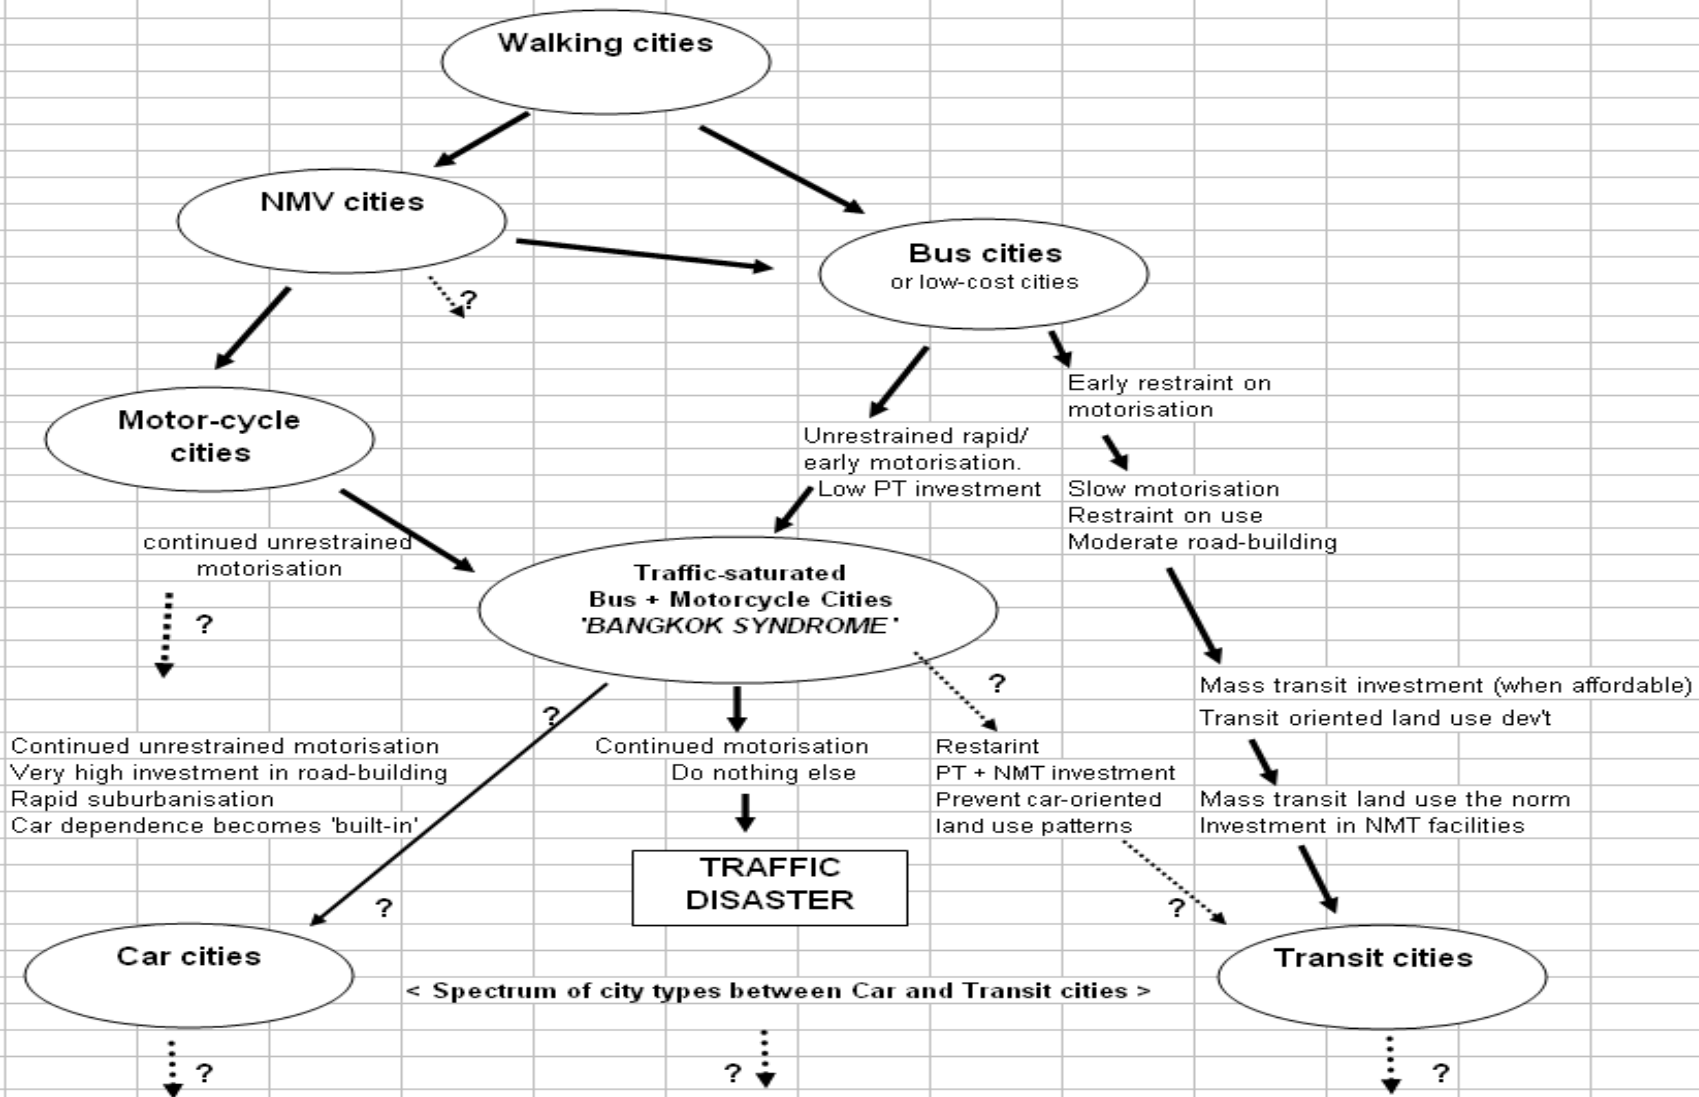 Walking cities
NMV cities
Bus cities
or low-cost cities
?
Early restraint on
motorisation
Motor-cycle
cities
Unrestrained rapid/
early motorisation.
Low PT investment
Slow motorisation
Restraint on use
Moderate road-building
continued unrestrained
motorisation
?
Traffic-saturated
Bus + Motorcycle Cities
'BANGKOK SYNDROME'
?
?
Mass transit investment (when affordable)
Transit oriented land use dev't
Continued unrestrained motorisation
Very high investment in road-building
Rapid suburbanisation
Car dependence becomes 'built-in'
Continued motorisation
Do nothing else
Restarint
PT + NMT investment
Prevent car-oriented
land use patterns
Mass transit land use the norm
Investment in NMT facilities
TRAFFIC
DISASTER
?
?
Car cities
Transit cities
< Spectrum of city types between Car and Transit cities >
?
?
?